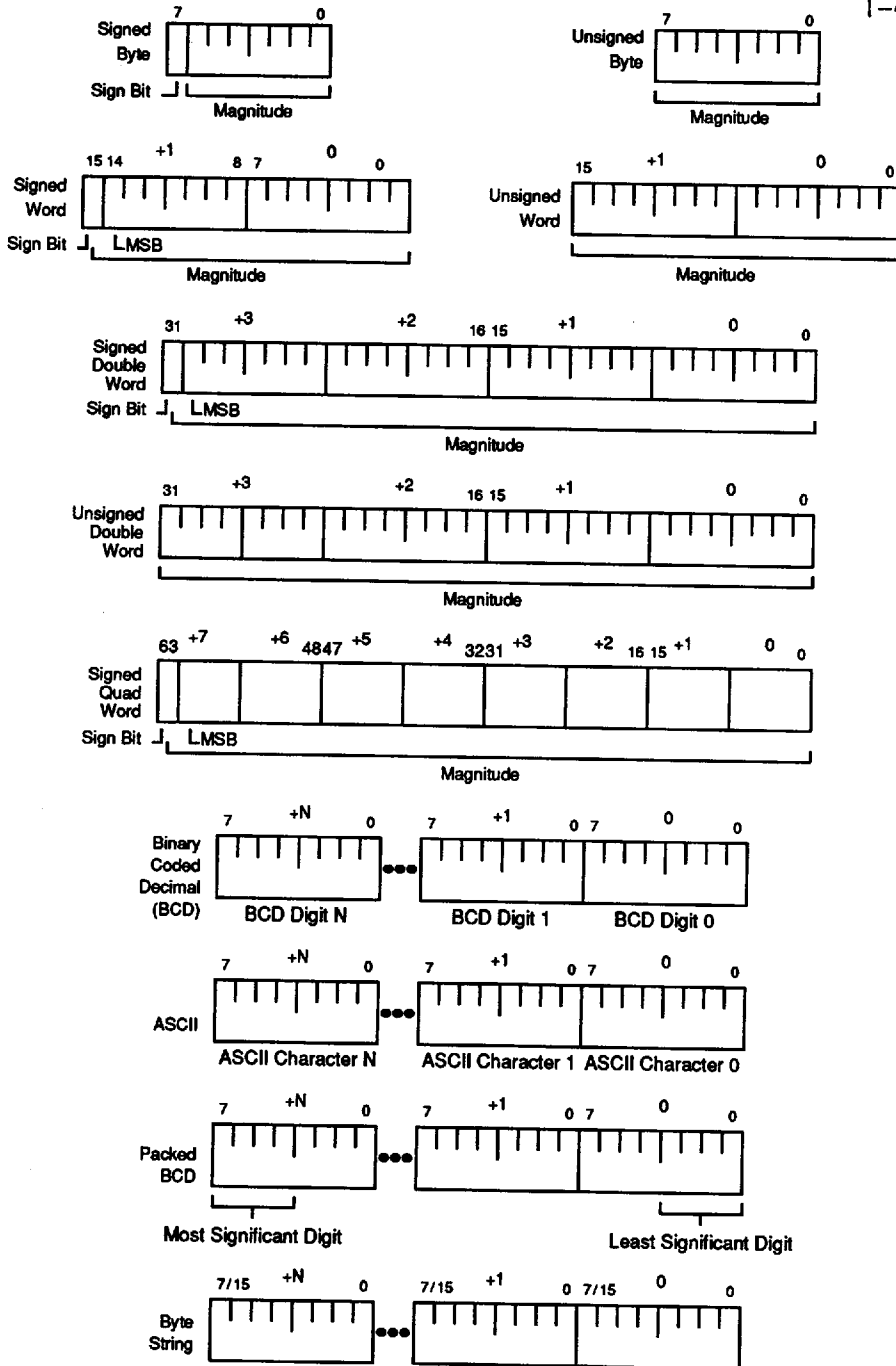 1-
7 0
Signed
Byte
Sign Bit
Magnitude
7 0
Unsigned
Byte
Magnitude
15 14 +1 8 7 0 0
Signed
Word
Sign Bit MSB
Magnitude
15 +1 0 0
Unsigned
Word
Magnitude
31 +3 +2 16 15 +1 0 0
Signed
Double
Word
Sign Bit MSB
Magnitude
31 +3 +2 16 15 +1 0 0
Unsigned
Double
Word
Magnitude
63 +7 +6 4847 +5 +4 3231 +3 +2 16 15 +1 0 0
Signed
Quad
Word
Sign Bit MSB
Magnitude
7 +N 0 7 +1 0 7 0 0
Binary
Coded
Decimal
(BCD)
BCD Digit N BCD Digit 1 BCD Digit 0
7 +N 0 7 +1 0 7 0 0
ASCII
ASCII Character N ASCII Character 1 ASCII Character 0
7 +N 0 7 +1 0 7 0 0
Packed
BCD
Most Significant Digit Least Significant Digit
7/15 +N 0 7/15 +1 0 7/15 0 0
Byte
String